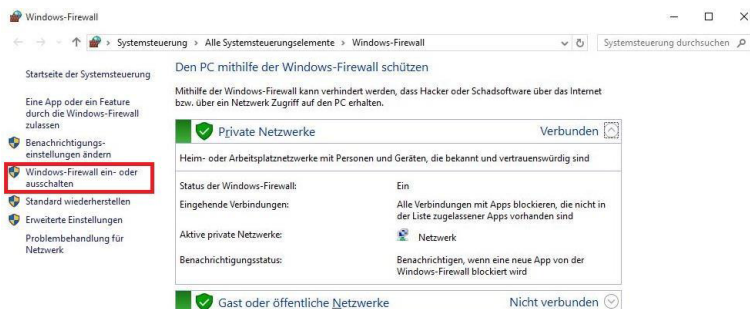 Windows-Firewall
Systemsteuerung > Alle Systemsteuerungselemente > Windows-Firewall
Systemsteuerung durchsuchen
Startseite der Systemsteuerung
Eine App oder ein Feature
durch die Windows-Firewall
zulassen
Benachrichtigungs-
einstellungen ändern
Windows-Firewall ein- oder
ausschalten
Standard wiederherstellen
Erweiterte Einstellungen
Problembehandlung für
Netzwerk
Den PC mithilfe der Windows-Firewall schützen
Mithilfe der Windows-Firewall kann verhindert werden, dass Hacker oder Schadsoftware über das Internet
bzw. über ein Netzwerk Zugriff auf den PC erhalten.
Private Netzwerke Verbunden
Heim- oder Arbeitsplatznetzwerke mit Personen und Geräten, die bekannt und vertrauenswürdig sind
Status der Windows-Firewall: Ein
Eingehende Verbindungen: Alle Verbindungen mit Apps blockieren, die nicht in
der Liste zugelassener Apps vorhanden sind
Aktive private Netzwerke: Netzwerk
Benachrichtigungsstatus: Benachrichtigen, wenn eine neue App von der
Windows-Firewall blockiert wird
Gast oder öffentliche Netzwerke Nicht verbunden